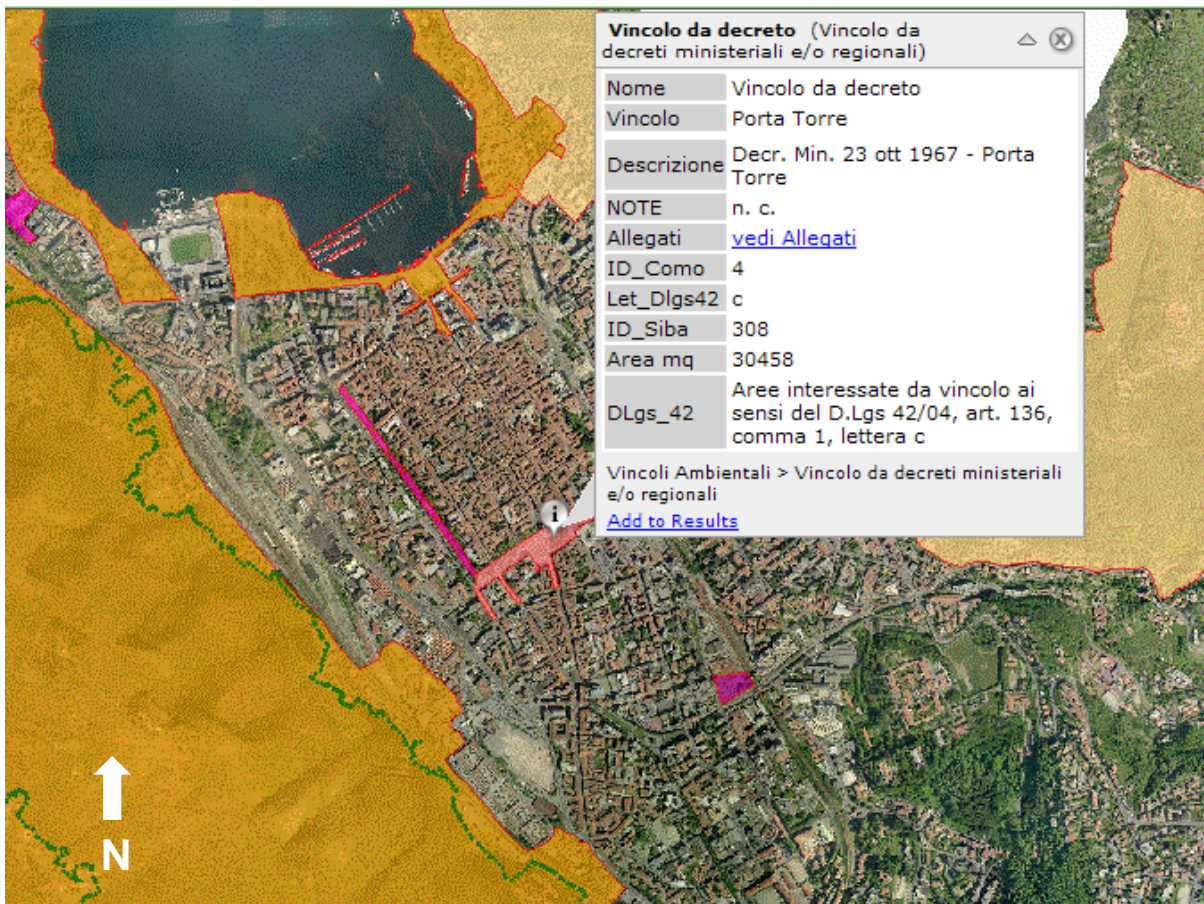 Vincolo da decreto (Vincolo da
decreti ministeriali e/o regionali)
Nome Vincolo da decreto
Vincolo Porta Torre
Descrizione Decr. Min. 23 ott 1967 - Porta
Torre
NOTE n. c.
Allegati vedi Allegati
ID_Como 4
Let_Dlgs42 c
ID_Siba 308
Area mq 30458
DLgs_42 Aree interessate da vincolo ai
sensi del D.Lgs 42/04, art. 136,
comma 1, lettera c
Vincoli Ambientali > Vincolo da decreti ministeriali
e/o regionali
Add to Results
i
N